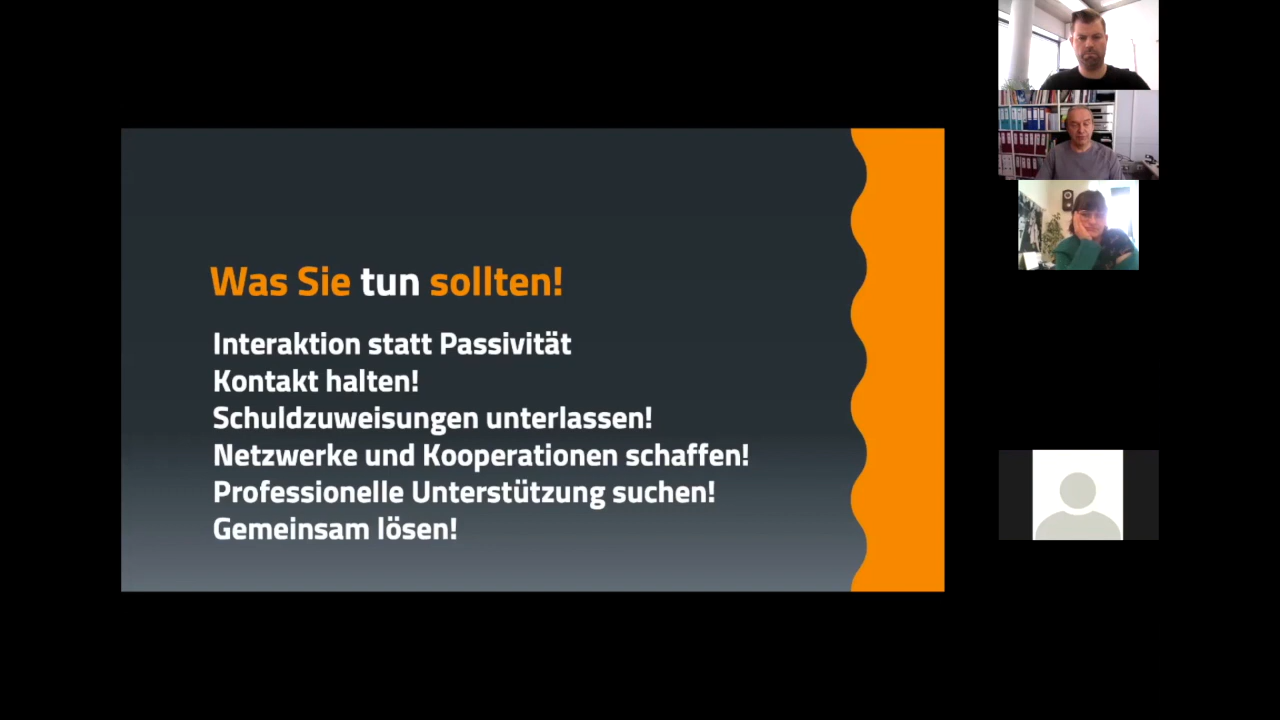 Was Sie tun sollten!
Interaktion statt Passivität
Kontakt halten!
Schuldzuweisungen unterlassen!
Netzwerke und Kooperationen schaffen!
Professionelle Unterstützung suchen!
Gemeinsam lösen!